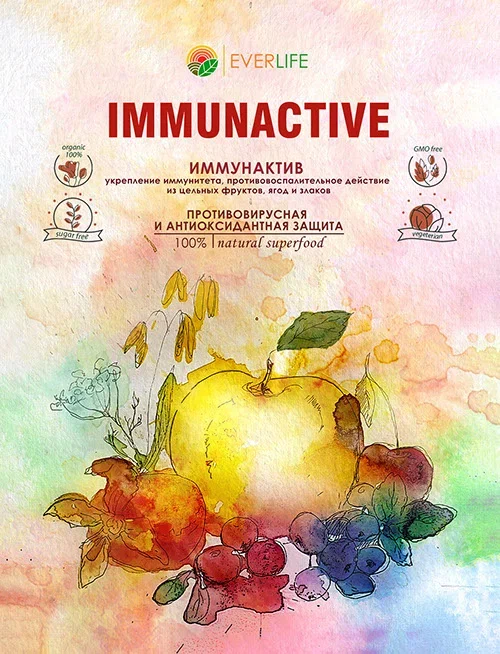 EVERLIFE
IMMUNACTIVE
organic
100%
GMO free
ИММУНАКТИВ
укрепление иммунитета, противовоспалительное действие
из цельных фруктов, ягод и злаков
sugar free
vegeterian
ПРОТИВОВИРУСНАЯ
И АНТИОКСИДАНТНАЯ ЗАЩИТА
100% | natural superfood